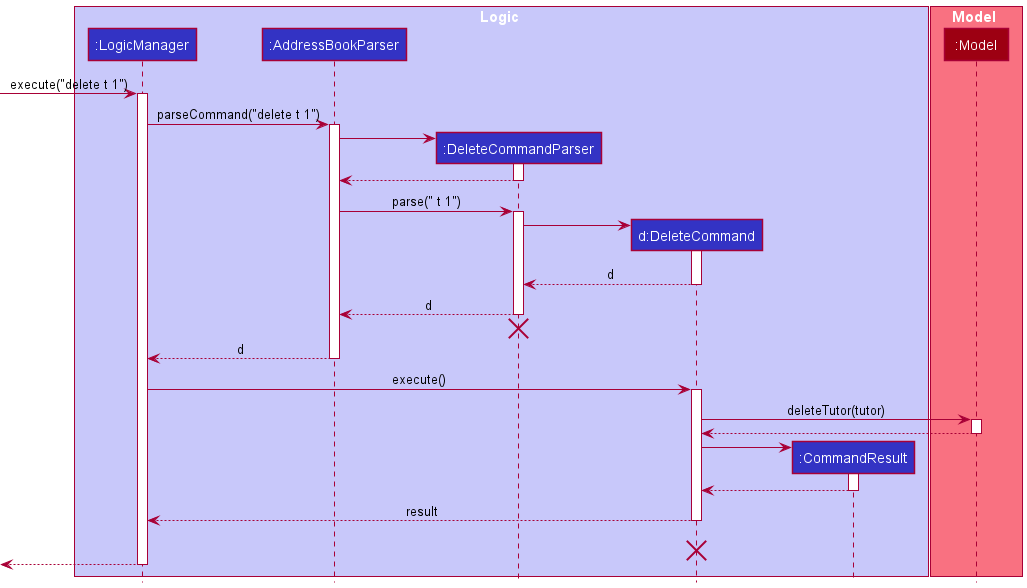 Logic
Model
:LogicManager
:AddressBookParser
:Model
execute("delete t 1")
parseCommand("delete t 1")
:DeleteCommandParser
parse(" t 1")
d:DeleteCommand
d
d
d
execute()
deleteTutor(tutor)
:CommandResult
result